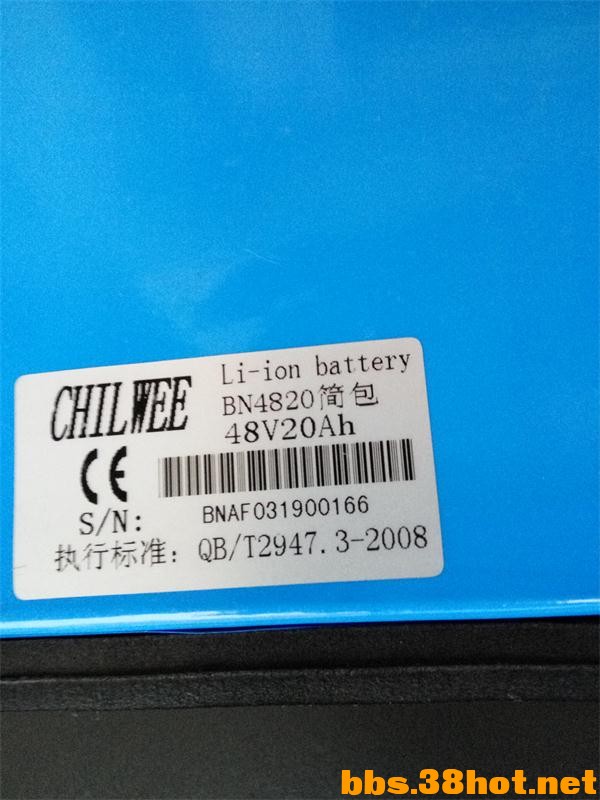 CHILWEE
Li-ion battery
BN4820简包
48V20Ah
CE
S/N:
BNAF031900166
执行标准: QB/T2947.3-2008
bbs.38hot.net